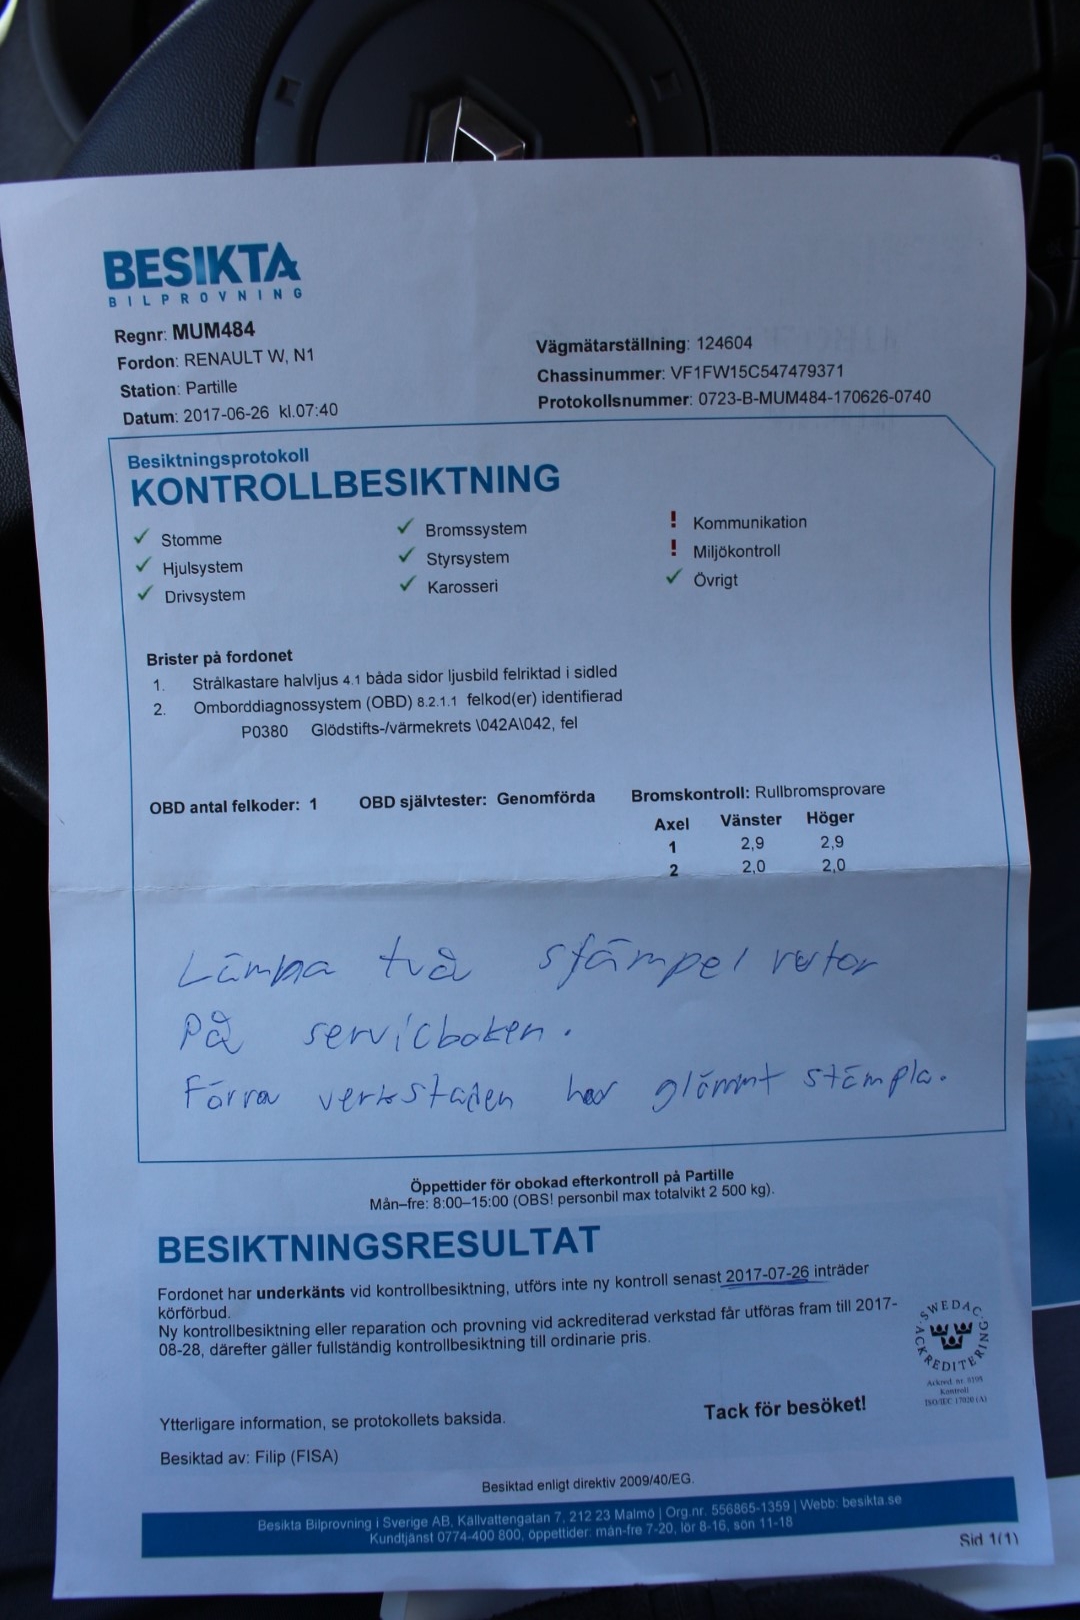 BESIKTA
BILPROVNING
Regnr: MUM484
Fordon: RENAULT W, N1
Station: Partille
Datum: 2017-06-26 kl.07:40
Vägmätarställning: 124604
Chassinummer: VF1FW15C547479371
Protokollsnummer: 0723-B-MUM484-170626-0740
Besiktningsprotokoll
KONTROLLBESIKTNING
✓ Stomme
✓ Hjulsystem
✓ Drivsystem
✓ Bromssystem
✓ Styrsystem
✓ Karosseri
! Kommunikation
! Miljökontroll
✓ Övrigt
Brister på fordonet
1. Strålkastare halvljus 4.1 båda sidor ljusbild felriktad i sidled
2. Omborddiagnossystem (OBD) 8.2.1.1 felkod(er) identifierad
P0380 Glödstifts-/värmekrets \042A\042, fel
OBD antal felkoder: 1 OBD självtester: Genomförda
Bromskontroll: Rullbromsprovare
Axel Vänster Höger
1 2,9 2,9
2 2,0 2,0
Lämpa två stämpel rutor
på servicboken.
Förra verkstaden har glömmt stämpla.
Öppettider för obokad efterkontroll på Partille
Mån–fre: 8:00–15:00 (OBS! personbil max totalvikt 2 500 kg).
BESIKTNINGSRESULTAT
Fordonet har underkänts vid kontrollbesiktning, utförs inte ny kontroll senast 2017-07-26 inträder
körförbud.
Ny kontrollbesiktning eller reparation och provning vid ackrediterad verkstad får utföras fram till 2017-
08-28, därefter gäller fullständig kontrollbesiktning till ordinarie pris.
SWEDAC
ACKREDITERING
Ackred. nr. 8195
Kontroll
ISO/IEC 17020 (A)
Ytterligare information, se protokollets baksida.
Tack för besöket!
Besiktad av: Filip (FISA)
Besiktad enligt direktiv 2009/40/EG.
Besikta Bilprovning i Sverige AB, Källvattengatan 7, 212 23 Malmö | Org.nr. 556865-1359 | Webb: besikta.se
Kundtjänst 0774-400 800, öppettider: mån-fre 7-20, lör 8-16, sön 11-18
Sid 1(1)